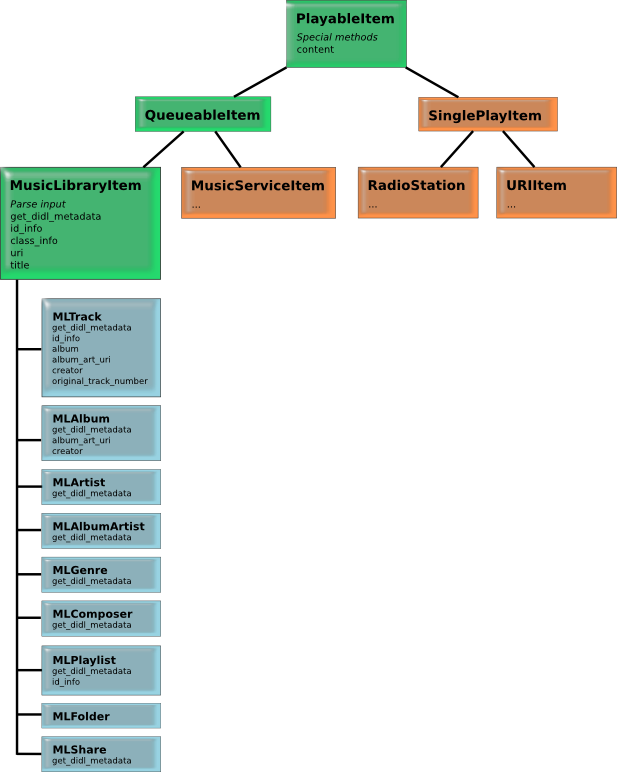 PlayableItem
Special methods
content
QueueableItem
SinglePlayItem
MusicLibraryItem
Parse input
get_didl_metadata
id_info
class_info
uri
title
MusicServiceItem
...
RadioStation
...
URIItem
...
MLTrack
get_didl_metadata
id_info
album
album_art_uri
creator
original_track_number
MLAlbum
get_didl_metadata
album_art_uri
creator
MLArtist
get_didl_metadata
MLAlbumArtist
get_didl_metadata
MLGenre
get_didl_metadata
MLComposer
get_didl_metadata
MLPlaylist
get_didl_metadata
id_info
MLFolder
MLShare
get_didl_metadata